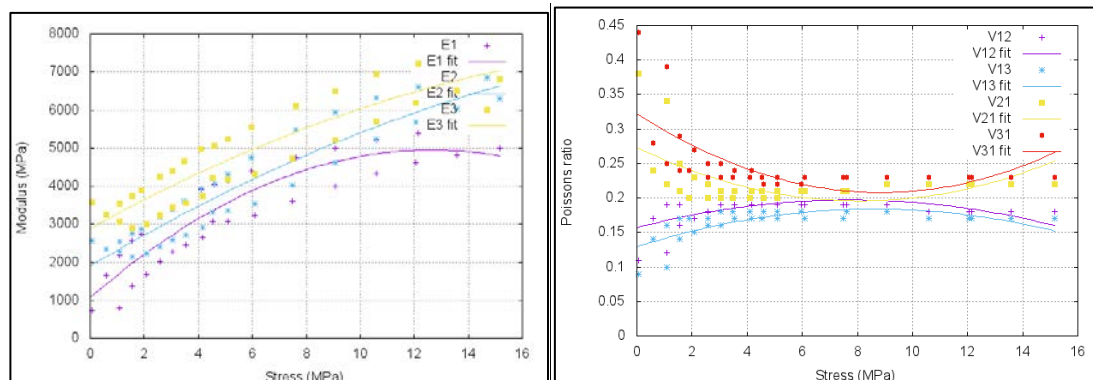 8000
7000
6000
5000
4000
3000
2000
1000
0
Modulus (MPa)
E1
E1 fit
E2
E2 fit
E3
E3 fit
0 2 4 6 8 10 12 14 16
Stress (MPa)
0.45
0.4
0.35
0.3
0.25
0.2
0.15
0.1
0.05
0
Poissons ratio
V12
V12 fit
V13
V13 fit
V21
V21 fit
V31
V31 fit
0 2 4 6 8 10 12 14 16
Stress (MPa)